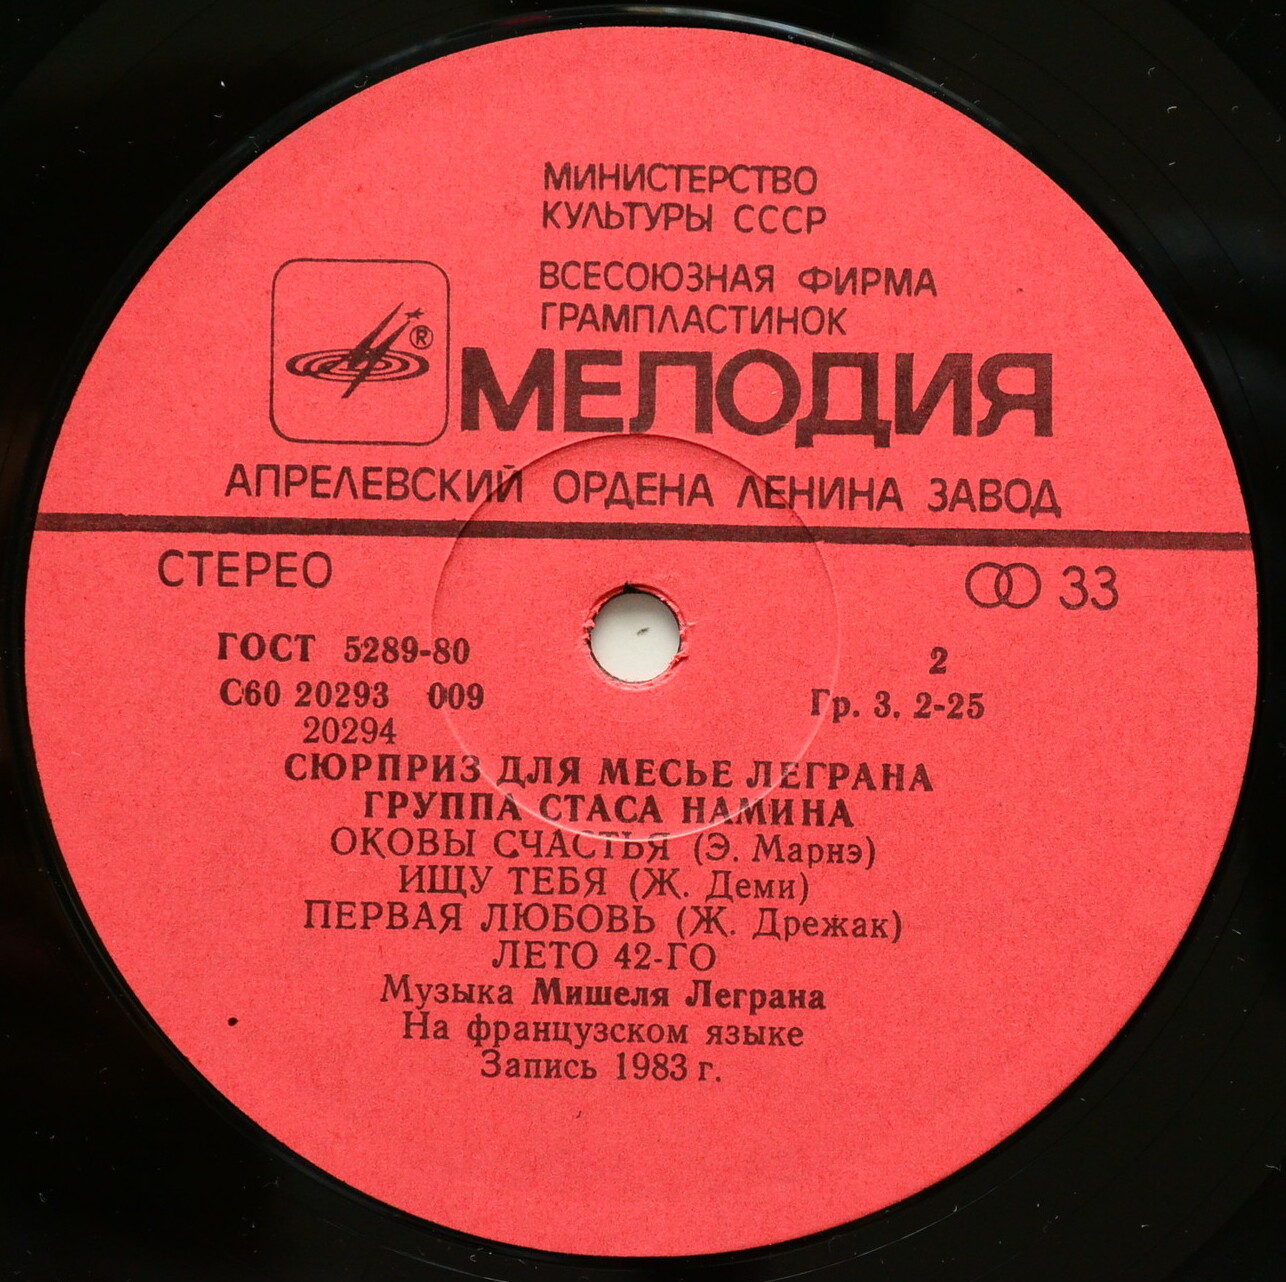 МИНИСТЕРСТВО
КУЛЬТУРЫ СССР
ВСЕСОЮЗНАЯ ФИРМА
ГРАМПЛАСТИНОК
®
МЕЛОДИЯ
АПРЕЛЕВСКИЙ ОРДЕНА ЛЕНИНА ЗАВОД
СТЕРЕО
33
ГОСТ 5289-80
2
С60 20293 009
Гр. 3. 2-25
20294
СЮРПРИЗ ДЛЯ МЕСЬЕ ЛЕГРАНА
ГРУППА СТАСА НАМИНА
ОКОВЫ СЧАСТЬЯ (Э. Марнэ)
ИЩУ ТЕБЯ (Ж. Деми)
ПЕРВАЯ ЛЮБОВЬ (Ж. Дрежак)
ЛЕТО 42-ГО
Музыка Мишеля Леграна
На французском языке
Запись 1983 г.